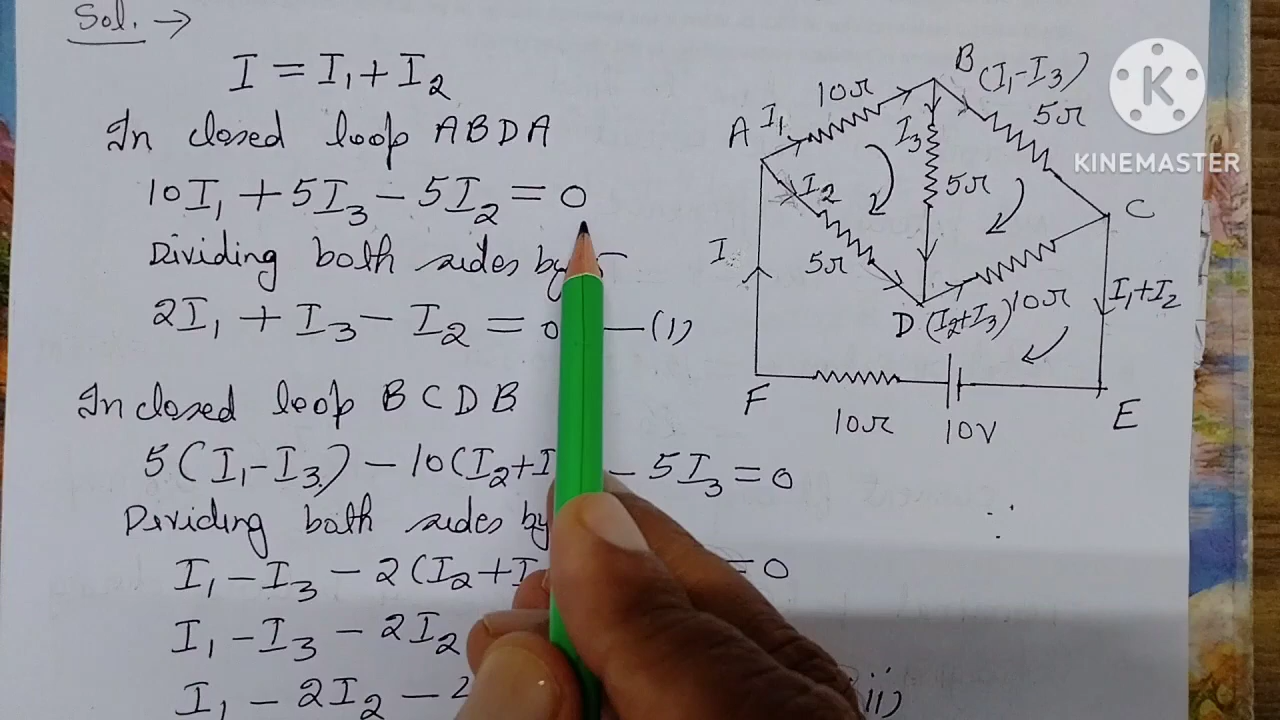 Sol. →
I = I₁ + I₂
In closed loop ABDA
10I₁ + 5I₃ - 5I₂ = 0
Dividing both sides by 5
2I₁ + I₃ - I₂ = 0 —(1)
In closed loop BCDB
5(I₁-I₃) - 10(I₂+I - 5I₃ = 0
Dividing both sides by
I₁ - I₃ - 2(I₂+I = 0
I₁ - I₃ - 2I₂
I₁ - 2I₂ - 2 ii)
B (I₁-I₃)
10Ω
5Ω
A I₁
I₃
I₂
5Ω
C
I
5Ω
10Ω
I₁+I₂
D (I₂+I₃)
F
10Ω
10V
E
K
KINEMASTER